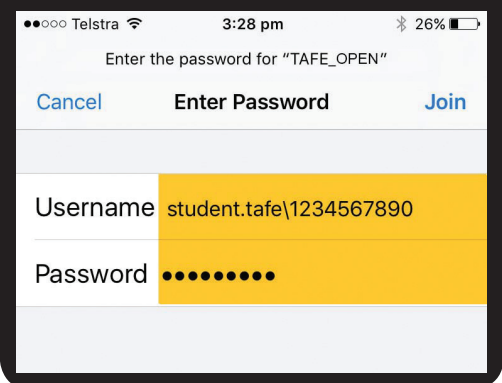 ●●○○○ Telstra 3:28 pm 26%
Enter the password for “TAFE_OPEN”
Cancel Enter Password Join
Username student.tafe\1234567890
Password ●●●●●●●●●